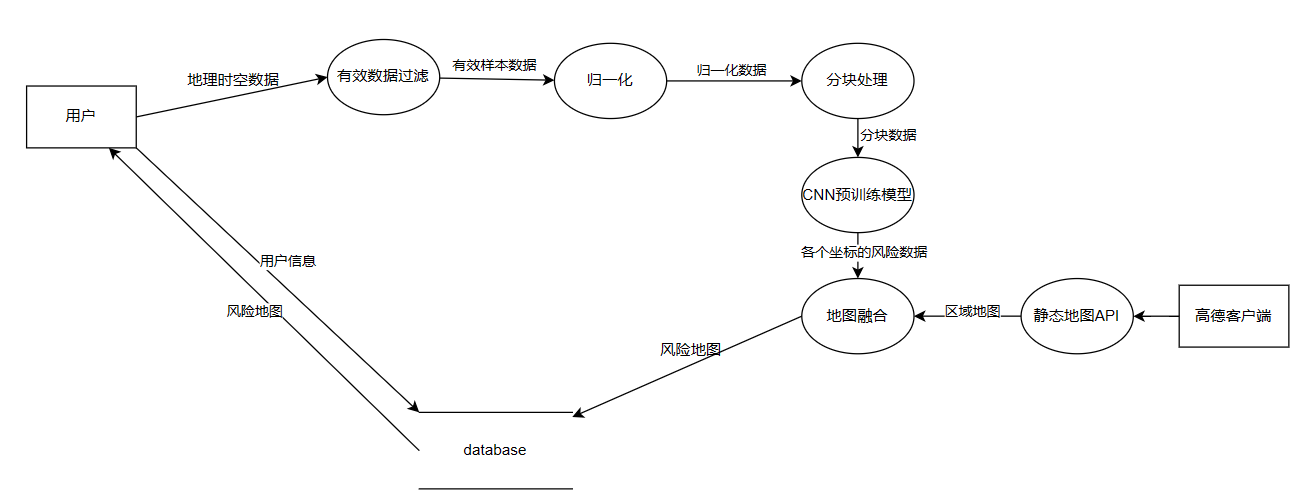 地理时空数据
有效数据过滤
有效样本数据
归一化
归一化数据
分块处理
用户
分块数据
CNN预训练模型
各个坐标的风险数据
用户信息
风险地图
地图融合
区域地图
静态地图API
高德客户端
风险地图
database